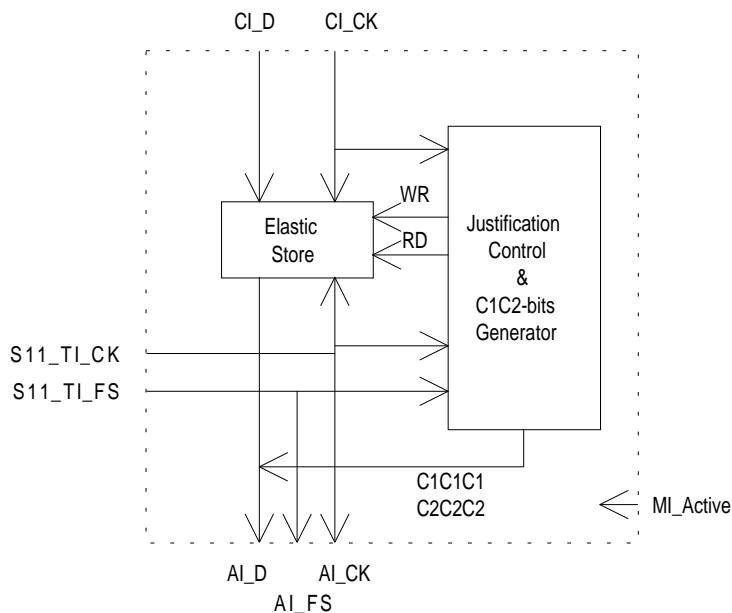 CI_D
CI_CK
WR
Elastic
Store
RD
Justification
Control
&
C1C2-bits
Generator
S11_TI_CK
S11_TI_FS
C1C1C1
C2C2C2
MI_Active
AI_D
AI_CK
AI_FS